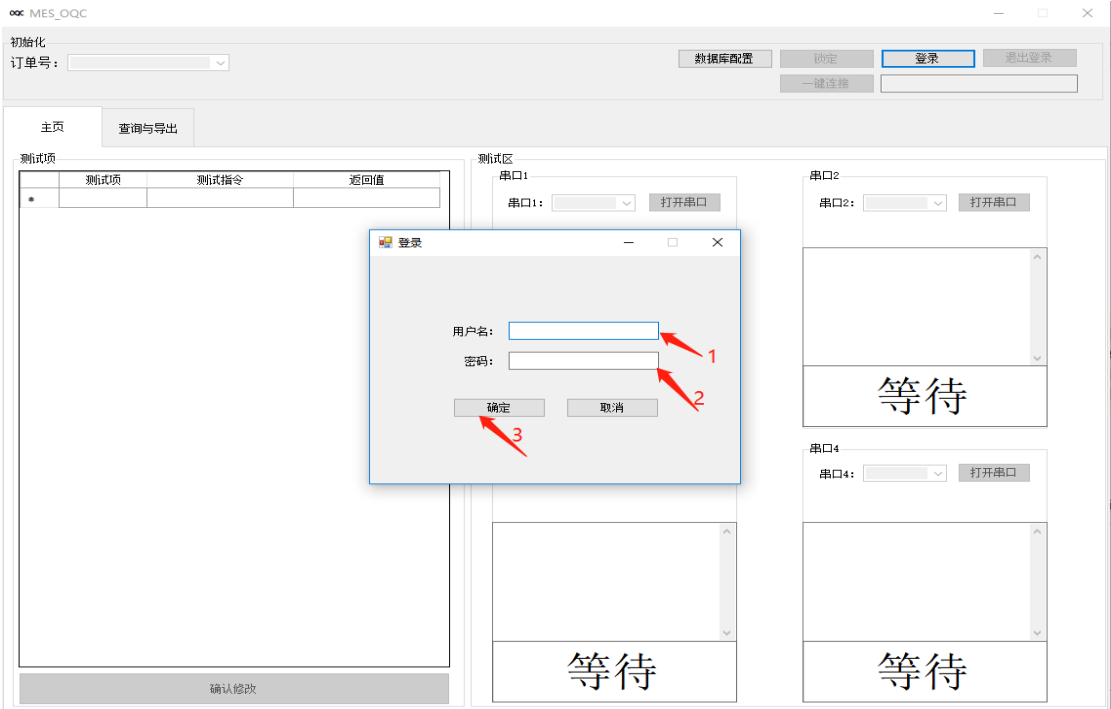 OQC MES_OQC
初始化
订单号：
数据库配置 锁定 登录 退出登录
一键连接
主页 查询与导出
测试项 测试区
测试项 测试指令 返回值
*
串口1 串口2
串口1： 打开串口 串口2： 打开串口
登录
用户名：
1
密码：
2
确定 取消
3
等待
串口4
串口4： 打开串口
等待 等待
确认修改